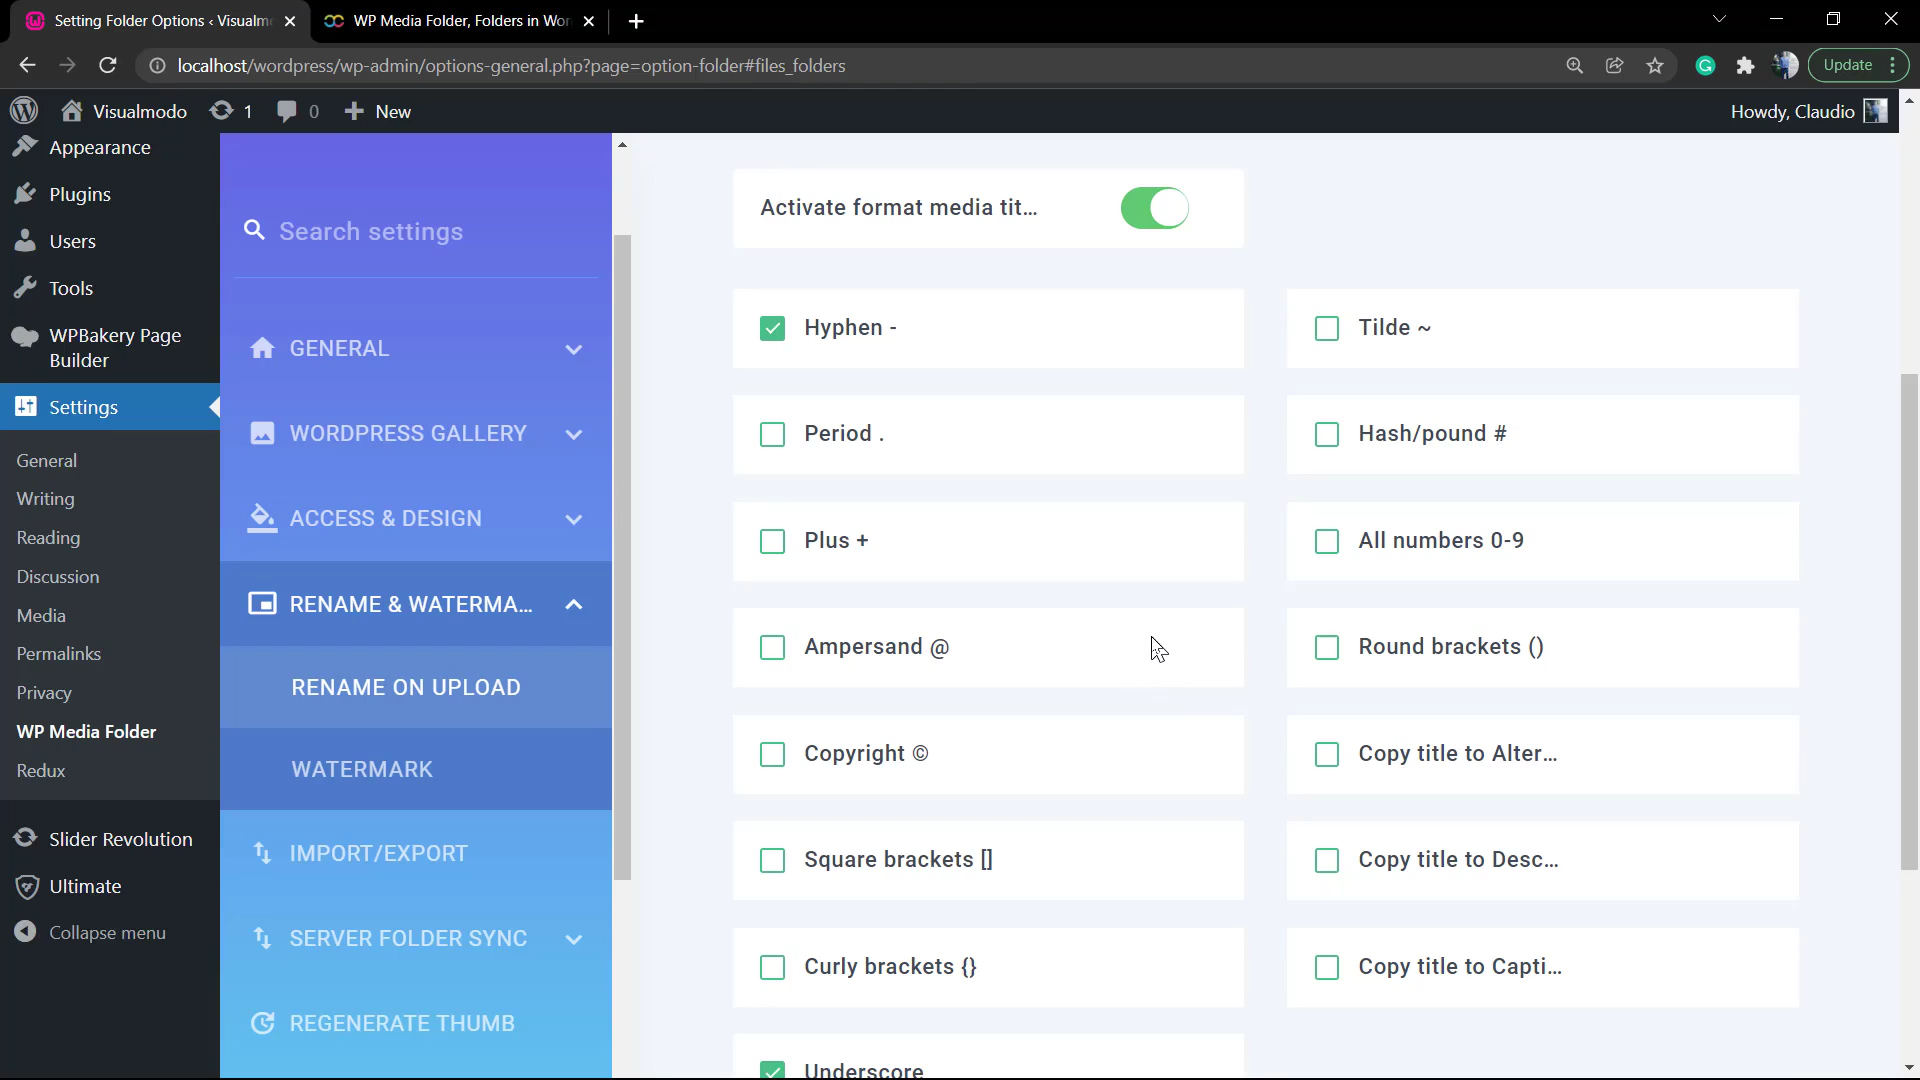 Setting Folder Options ‹ Visualm
WP Media Folder, Folders in Wor
localhost/wordpress/wp-admin/options-general.php?page=option-folder#files_folders
Update
Visualmodo
1
0
New
Howdy, Claudio
Appearance
Plugins
Users
Tools
WPBakery Page
Builder
Settings
General
Writing
Reading
Discussion
Media
Permalinks
Privacy
WP Media Folder
Redux
Slider Revolution
Ultimate
Collapse menu
Search settings
GENERAL
WORDPRESS GALLERY
ACCESS & DESIGN
RENAME & WATERMA...
RENAME ON UPLOAD
WATERMARK
IMPORT/EXPORT
SERVER FOLDER SYNC
REGENERATE THUMB
Activate format media tit...
Hyphen -
Tilde ~
Period .
Hash/pound #
Plus +
All numbers 0-9
Ampersand @
Round brackets ()
Copyright ©
Copy title to Alter...
Square brackets []
Copy title to Desc...
Curly brackets {}
Copy title to Capti...
Underscore